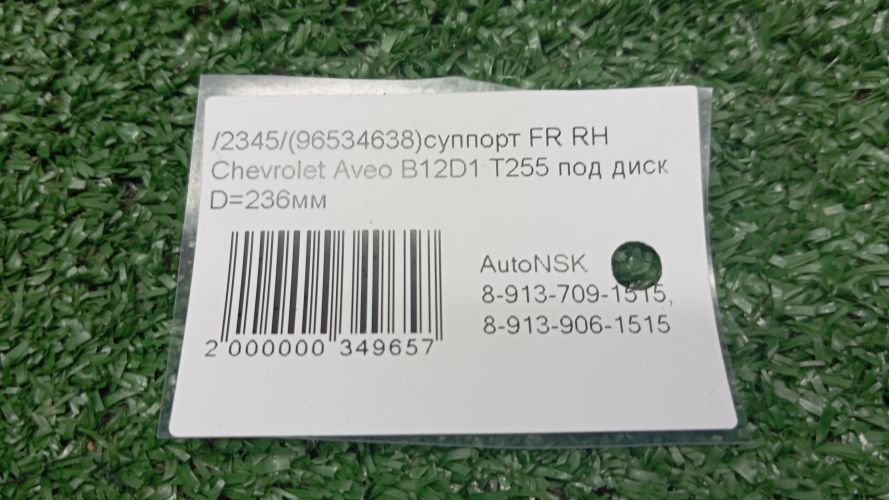 /2345/(96534638)суппорт FR RH
Chevrolet Aveo B12D1 T255 под диск
D=236мм
AutoNSK
8-913-709-1515,
8-913-906-1515
2 000000 349657